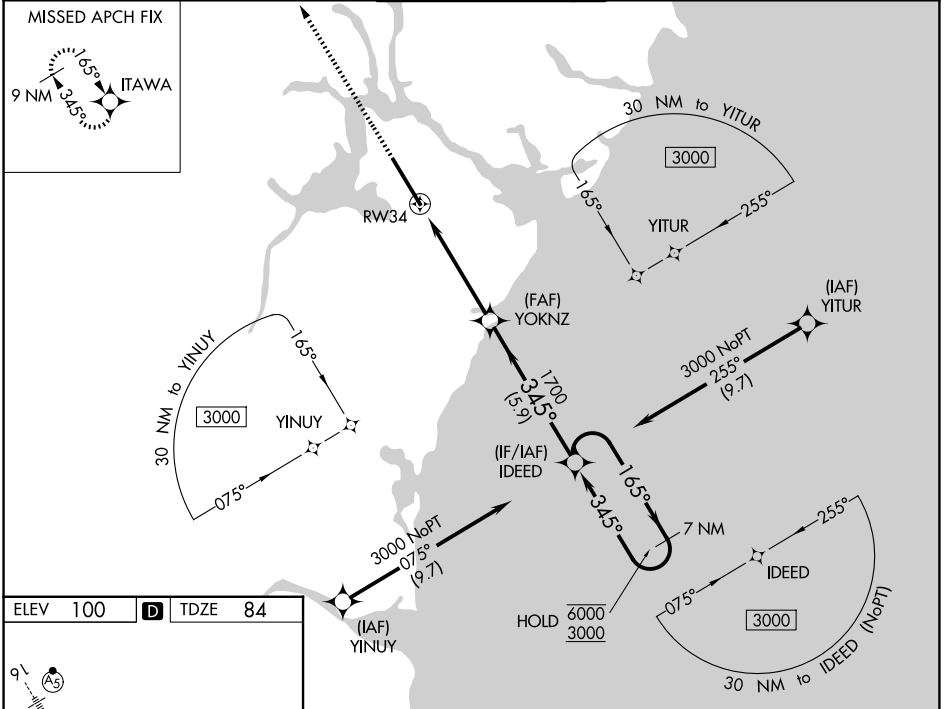 MISSED APCH FIX
165°
ITAWA
9 NM
345°
30 NM to YITUR
3000
165°
255°
YITUR
RW34
(FAF)
YOKNZ
(IAF)
YITUR
3000 NoPT
255°
(9.7)
1700
345°
(5.9)
30 NM to YINUY
165°
3000
YINUY
075°
(IF/IAF)
IDEED
165°
345°
7 NM
3000 NoPT
075°
(9.7)
255°
IDEED
075°
3000
30 NM to IDEED (NoPT)
HOLD 6000
3000
(IAF)
YINUY
ELEV 100 D TDZE 84
16
A5